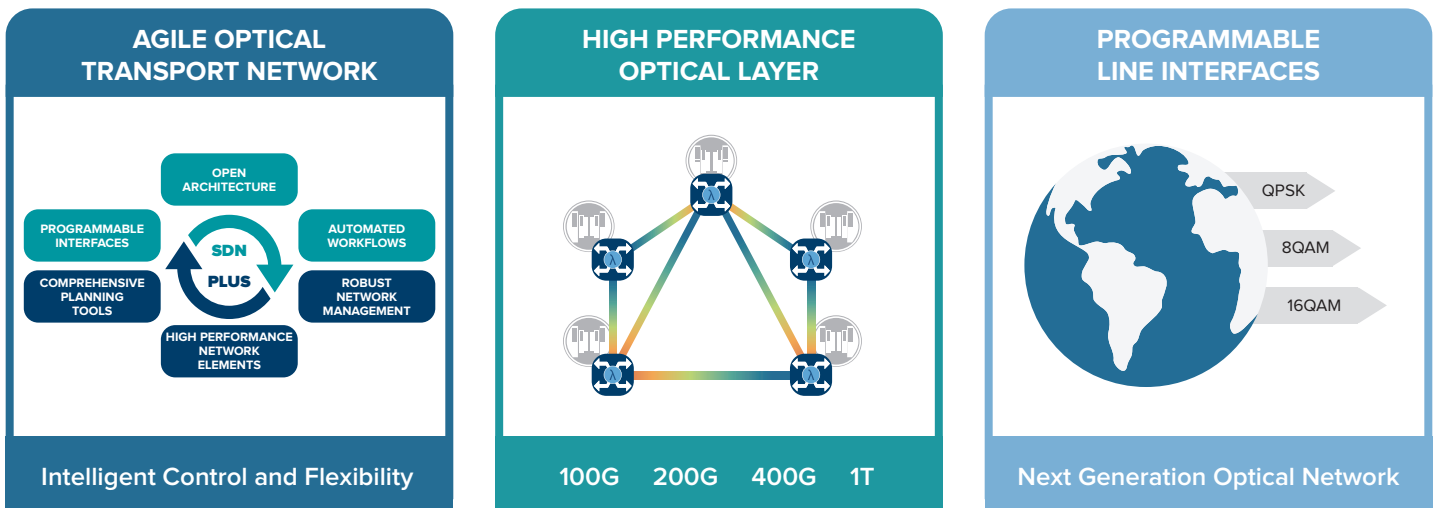 AGILE OPTICAL
TRANSPORT NETWORK
OPEN
ARCHITECTURE
PROGRAMMABLE
INTERFACES
AUTOMATED
WORKFLOWS
SDN
PLUS
COMPREHENSIVE
PLANNING
TOOLS
ROBUST
NETWORK
MANAGEMENT
HIGH PERFORMANCE
NETWORK
ELEMENTS
Intelligent Control and Flexibility
HIGH PERFORMANCE
OPTICAL LAYER
λ
λ
λ
λ
λ
100G 200G 400G 1T
PROGRAMMABLE
LINE INTERFACES
QPSK
8QAM
16QAM
Next Generation Optical Network